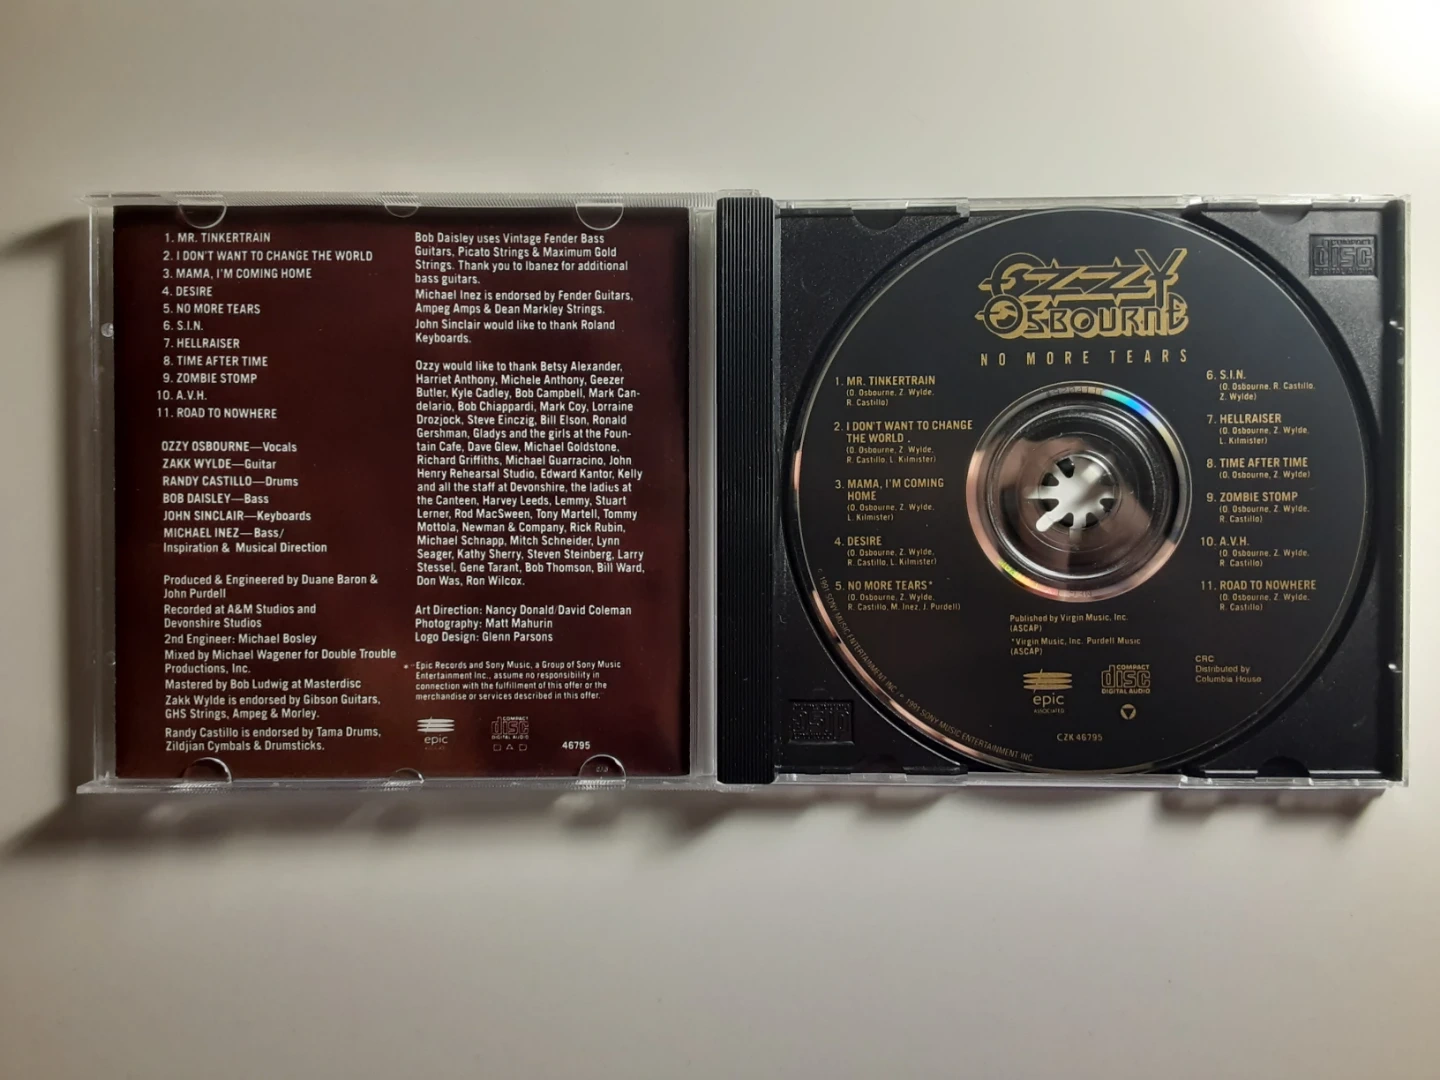 1. MR. TINKERTRAIN
2. I DON'T WANT TO CHANGE THE WORLD
3. MAMA, I'M COMING HOME
4. DESIRE
5. NO MORE TEARS
6. S.I.N.
7. HELLRAISER
8. TIME AFTER TIME
9. ZOMBIE STOMP
10. A.V.H.
11. ROAD TO NOWHERE
OZZY OSBOURNE—Vocals
ZAKK WYLDE—Guitar
RANDY CASTILLO—Drums
BOB DAISLEY—Bass
JOHN SINCLAIR—Keyboards
MICHAEL INEZ—Bass/
Inspiration & Musical Direction
Produced & Engineered by Duane Baron &
John Purdell
Recorded at A&M Studios and
Devonshire Studios
2nd Engineer: Michael Bosley
Mixed by Michael Wagener for Double Trouble
Productions, Inc.
Mastered by Bob Ludwig at Masterdisc
Zakk Wylde is endorsed by Gibson Guitars,
GHS Strings, Ampeg & Morley.
Randy Castillo is endorsed by Tama Drums,
Zildjian Cymbals & Drumsticks.
Bob Daisley uses Vintage Fender Bass
Guitars, Picato Strings & Maximum Gold
Strings. Thank you to Ibanez for additional
bass guitars.
Michael Inez is endorsed by Fender Guitars,
Ampeg Amps & Dean Markley Strings.
John Sinclair would like to thank Roland
Keyboards.
Ozzy would like to thank Betsy Alexander,
Harriet Anthony, Michele Anthony, Geezer
Butler, Kyle Cadley, Bob Campbell, Mark Can-
delario, Bob Chiappardi, Mark Coy, Lorraine
Drozjock, Steve Einczig, Bill Elson, Ronald
Gershman, Gladys and the girls at the Foun-
tain Cafe, Dave Glew, Michael Goldstone,
Richard Griffiths, Michael Guarracino, John
Henry Rehearsal Studio, Edward Kantor, Kelly
and all the staff at Devonshire, the ladies at
the Canteen, Harvey Leeds, Lemmy, Stuart
Lerner, Rod MacSween, Tony Martell, Tommy
Mottola, Newman & Company, Rick Rubin,
Michael Schnapp, Mitch Schneider, Lynn
Seager, Kathy Sherry, Steven Steinberg, Larry
Stessel, Gene Tarant, Bob Thomson, Bill Ward,
Don Was, Ron Wilcox.
Art Direction: Nancy Donald/David Coleman
Photography: Matt Mahurin
Logo Design: Glenn Parsons
*-Epic Records and Sony Music, a Group of Sony Music
Entertainment Inc., assume no responsibility in
connection with the fulfillment of this offer or the
merchandise or services described in this offer.
epic
COMPACT
disc
DIGITAL AUDIO
D A D
46795
OZZY
OSBOURNE
NO MORE TEARS
1. MR. TINKERTRAIN
(O. Osbourne, Z. Wylde,
R. Castillo)
2. I DON'T WANT TO CHANGE
THE WORLD .
(O. Osbourne, Z. Wylde,
R. Castillo, L. Kilmister)
3. MAMA, I'M COMING
HOME
(O. Osbourne, Z. Wylde,
L. Kilmister)
4. DESIRE
(O. Osbourne, Z. Wylde,
R. Castillo, L. Kilmister)
5. NO MORE TEARS*
(O. Osbourne, Z. Wylde,
R. Castillo, M. Inez, J. Purdell)
6. S.I.N.
(O. Osbourne, R. Castillo,
Z. Wylde)
7. HELLRAISER
(O. Osbourne, Z. Wylde,
L. Kilmister)
8. TIME AFTER TIME
(O. Osbourne, Z. Wylde)
9. ZOMBIE STOMP
(O. Osbourne, Z. Wylde,
R. Castillo)
10. A.V.H.
(O. Osbourne, Z. Wylde,
R. Castillo)
11. ROAD TO NOWHERE
(O. Osbourne, Z. Wylde,
R. Castillo)
Published by Virgin Music, Inc.
(ASCAP)
*Virgin Music, Inc. Purdell Music
(ASCAP)
epic
ASSOCIATED
COMPACT
disc
DIGITAL AUDIO
CRC
Distributed by
Columbia House
CZK 46795
℗ 1991 SONY MUSIC ENTERTAINMENT INC./ © 1991 SONY MUSIC ENTERTAINMENT INC.
COMPACT
disc